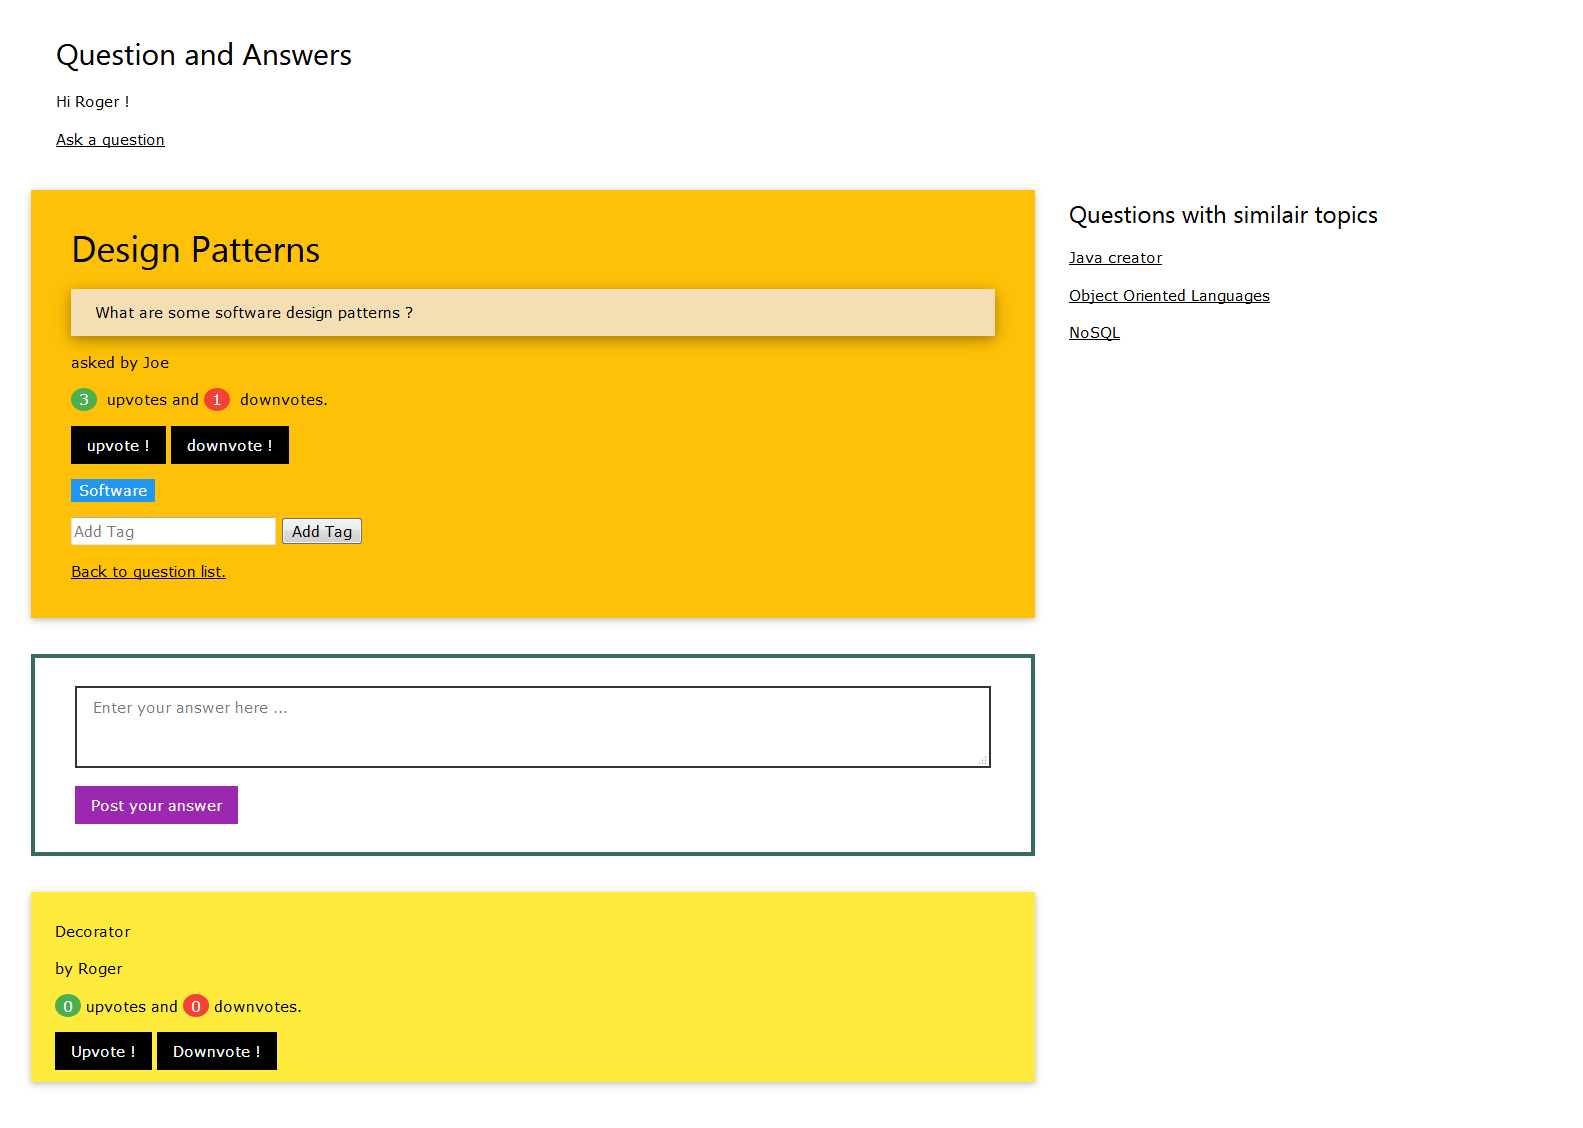 Question and Answers
Hi Roger !
Ask a question
Design Patterns
What are some software design patterns ?
asked by Joe
3 upvotes and 1 downvotes.
upvote ! downvote !
Software
Add Tag Add Tag
Back to question list.
Questions with similair topics
Java creator
Object Oriented Languages
NoSQL
Enter your answer here ...
Post your answer
Decorator
by Roger
0 upvotes and 0 downvotes.
Upvote ! Downvote !